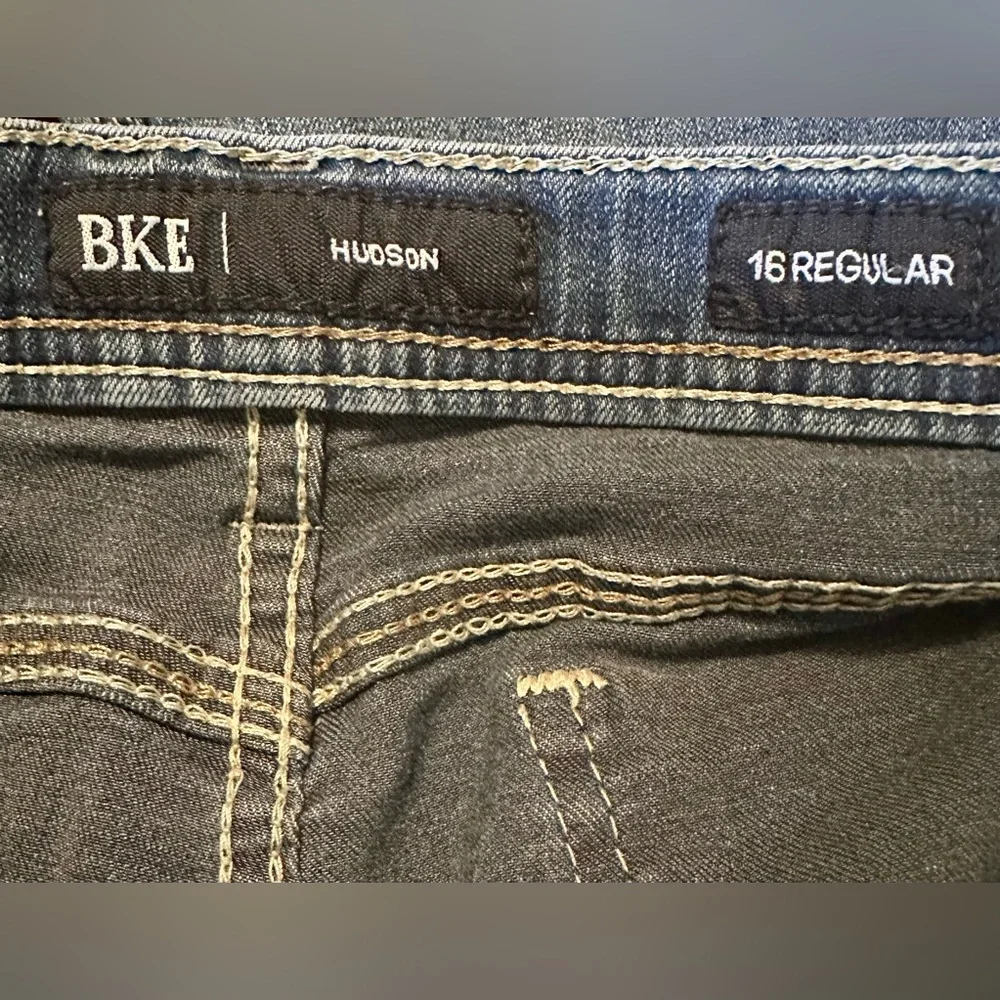 BKE | HUDSON
16 REGULAR